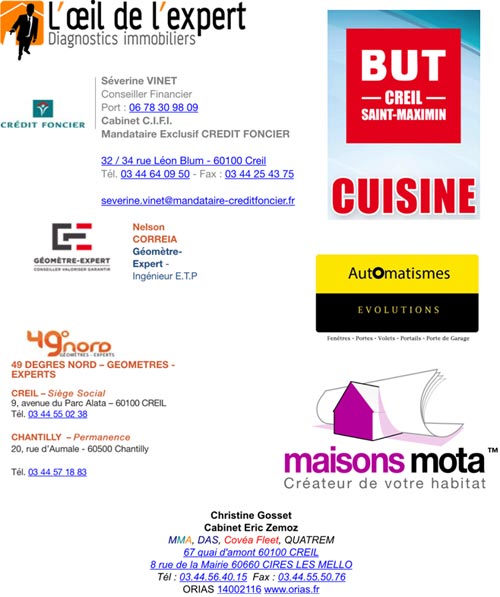 L'œil de l'expert
Diagnostics immobiliers
CRÉDIT FONCIER
Séverine VINET
Conseiller Financier
Port : 06 78 30 98 09
Cabinet C.I.F.I.
Mandataire Exclusif CREDIT FONCIER
32 / 34 rue Léon Blum - 60100 Creil
Tél. 03 44 64 09 50 - Fax : 03 44 25 43 75
severine.vinet@mandataire-creditfoncier.fr
BUT
CREIL
SAINT-MAXIMIN
CUISINE
GÉOMÈTRE-EXPERT
CONSEILLER VALORISER GARANTIR
Nelson
CORREIA
Géomètre-
Expert -
Ingénieur E.T.P
AutOmatismes
EVOLUTIONS
Fenêtres - Portes - Volets - Portails - Porte de Garage
49° nord
GÉOMÈTRES - EXPERTS
49 DEGRES NORD – GEOMETRES -
EXPERTS
CREIL – Siège Social
9, avenue du Parc Alata – 60100 CREIL
Tél. 03 44 55 02 38
CHANTILLY – Permanence
20, rue d'Aumale - 60500 Chantilly
Tél. 03 44 57 18 83
maisons mota™
Créateur de votre habitat
Christine Gosset
Cabinet Eric Zemoz
MMA, DAS, Covéa Fleet, QUATREM
67 quai d'amont 60100 CREIL
8 rue de la Mairie 60660 CIRES LES MELLO
Tél : 03.44.56.40.15 Fax : 03.44.55.50.76
ORIAS 14002116 www.orias.fr